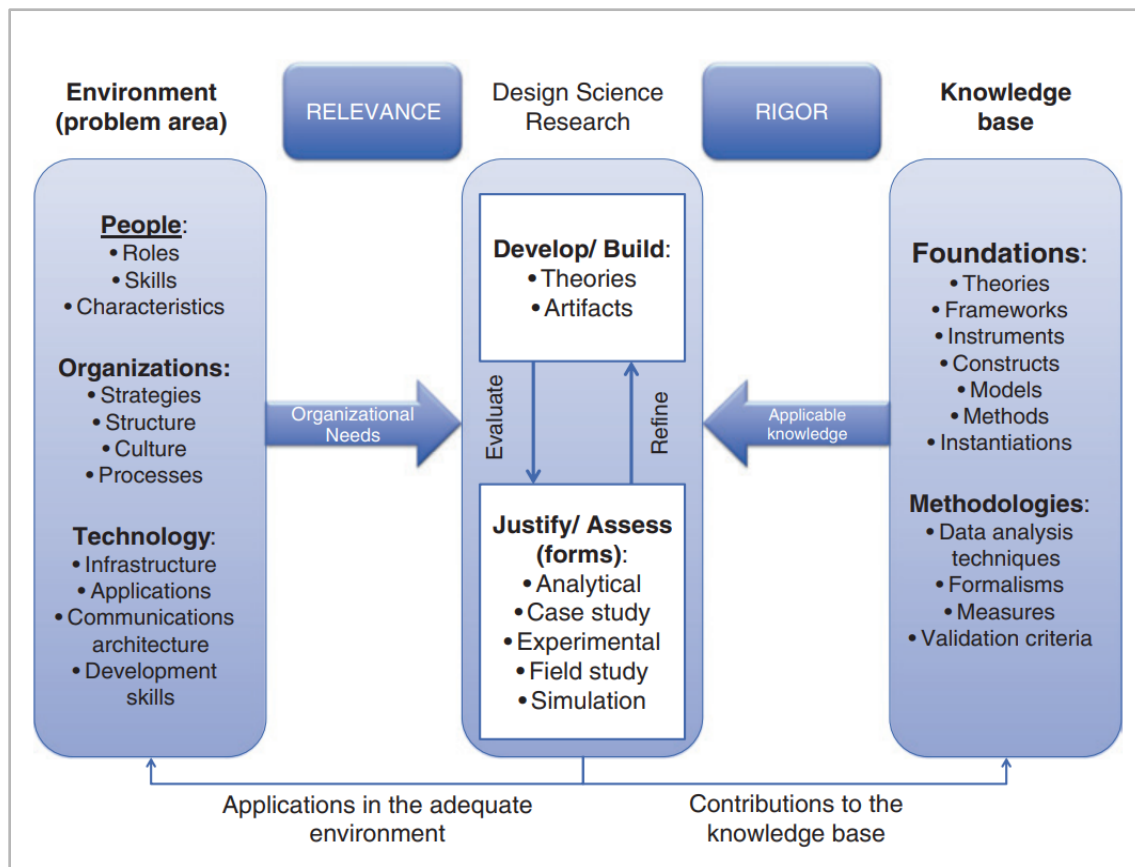 Environment
(problem area)
RELEVANCE
Design Science
Research
RIGOR
Knowledge
base
People:
• Roles
• Skills
• Characteristics
Organizations:
• Strategies
• Structure
• Culture
• Processes
Technology:
• Infrastructure
• Applications
• Communications
architecture
• Development
skills
Organizational
Needs
Develop/ Build:
• Theories
• Artifacts
Evaluate
Refine
Justify/ Assess
(forms):
• Analytical
• Case study
• Experimental
• Field study
• Simulation
Applicable
knowledge
Foundations:
• Theories
• Frameworks
• Instruments
• Constructs
• Models
• Methods
• Instantiations
Methodologies:
• Data analysis
techniques
• Formalisms
• Measures
• Validation criteria
Applications in the adequate
environment
Contributions to the
knowledge base